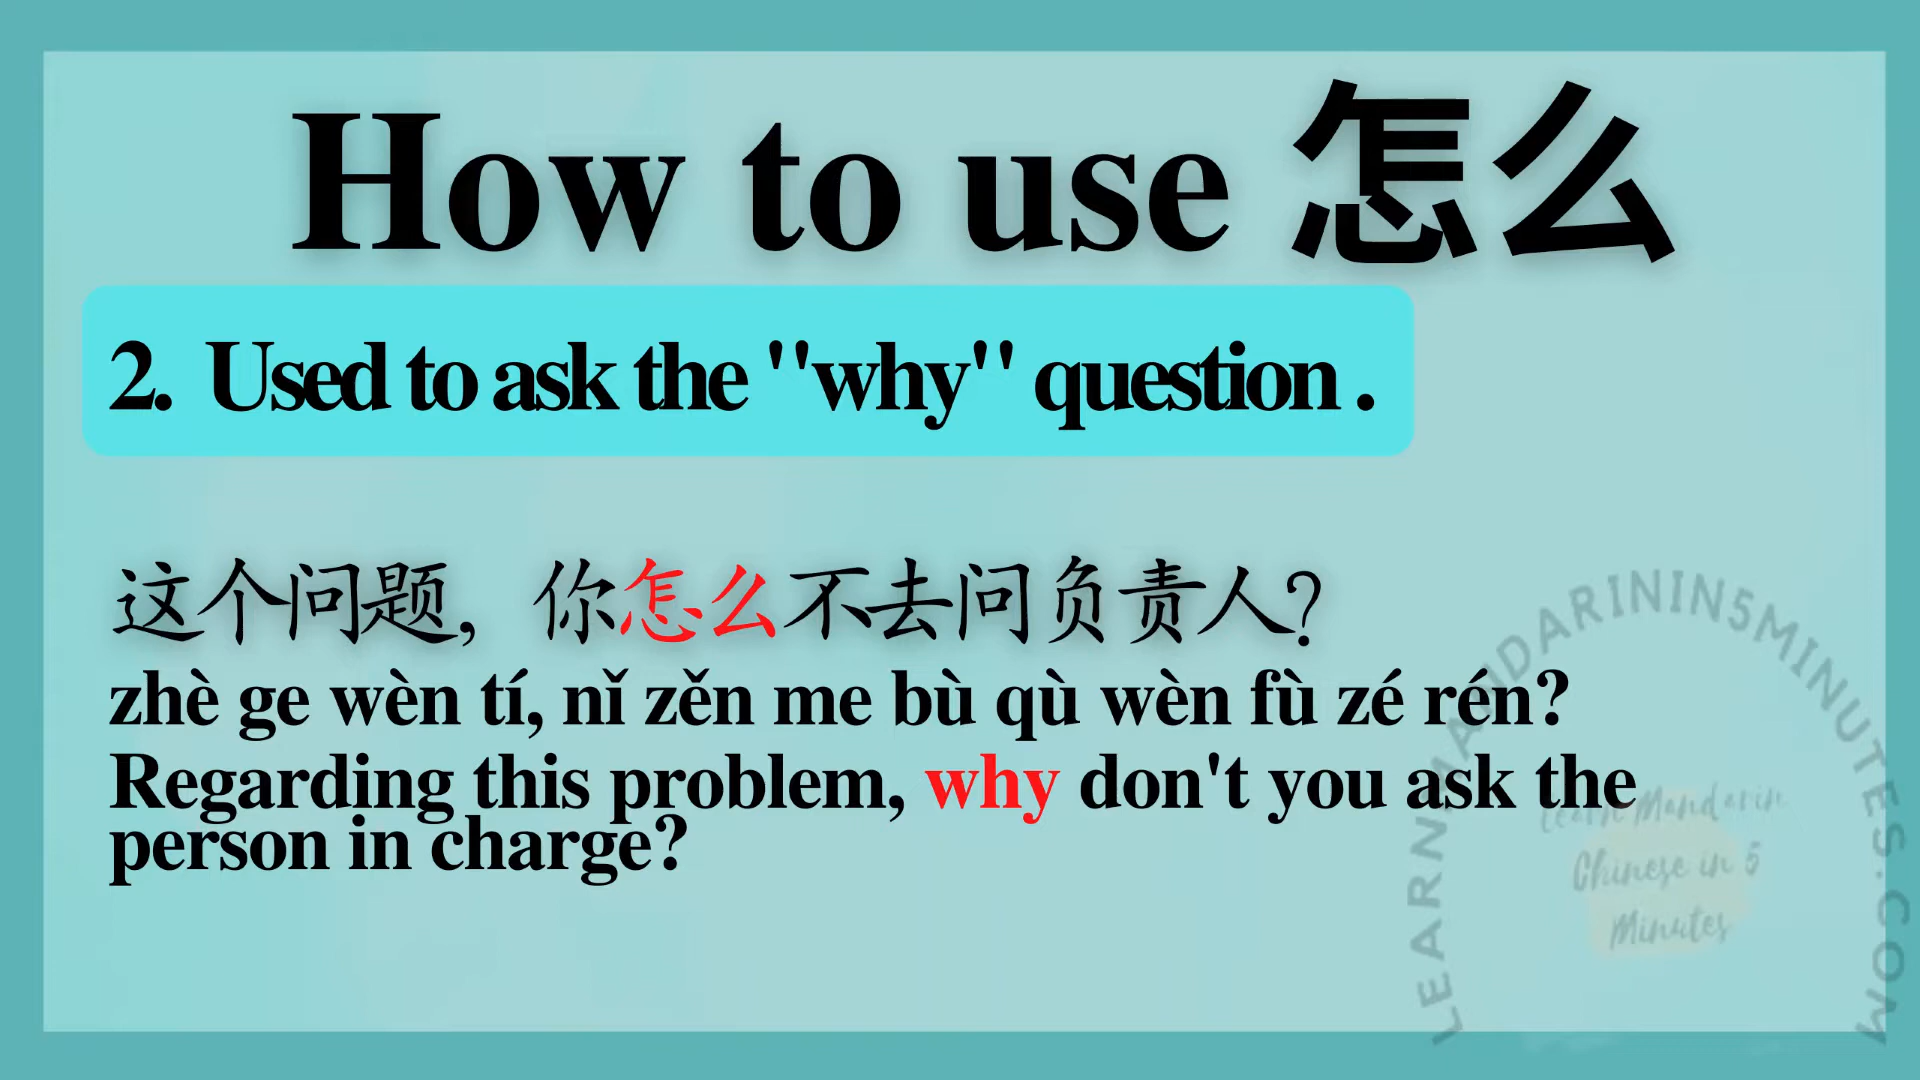 How to use 怎么
2. Used to ask the "why" question .
这个问题，你怎么不去问负责人？
zhè ge wèn tí, nǐ zěn me bù qù wèn fù zé rén?
Regarding this problem, why don't you ask the
person in charge?
LEARNMANDARININ5MINUTES.COM
Learn Mandarin
Chinese in 5
Minutes